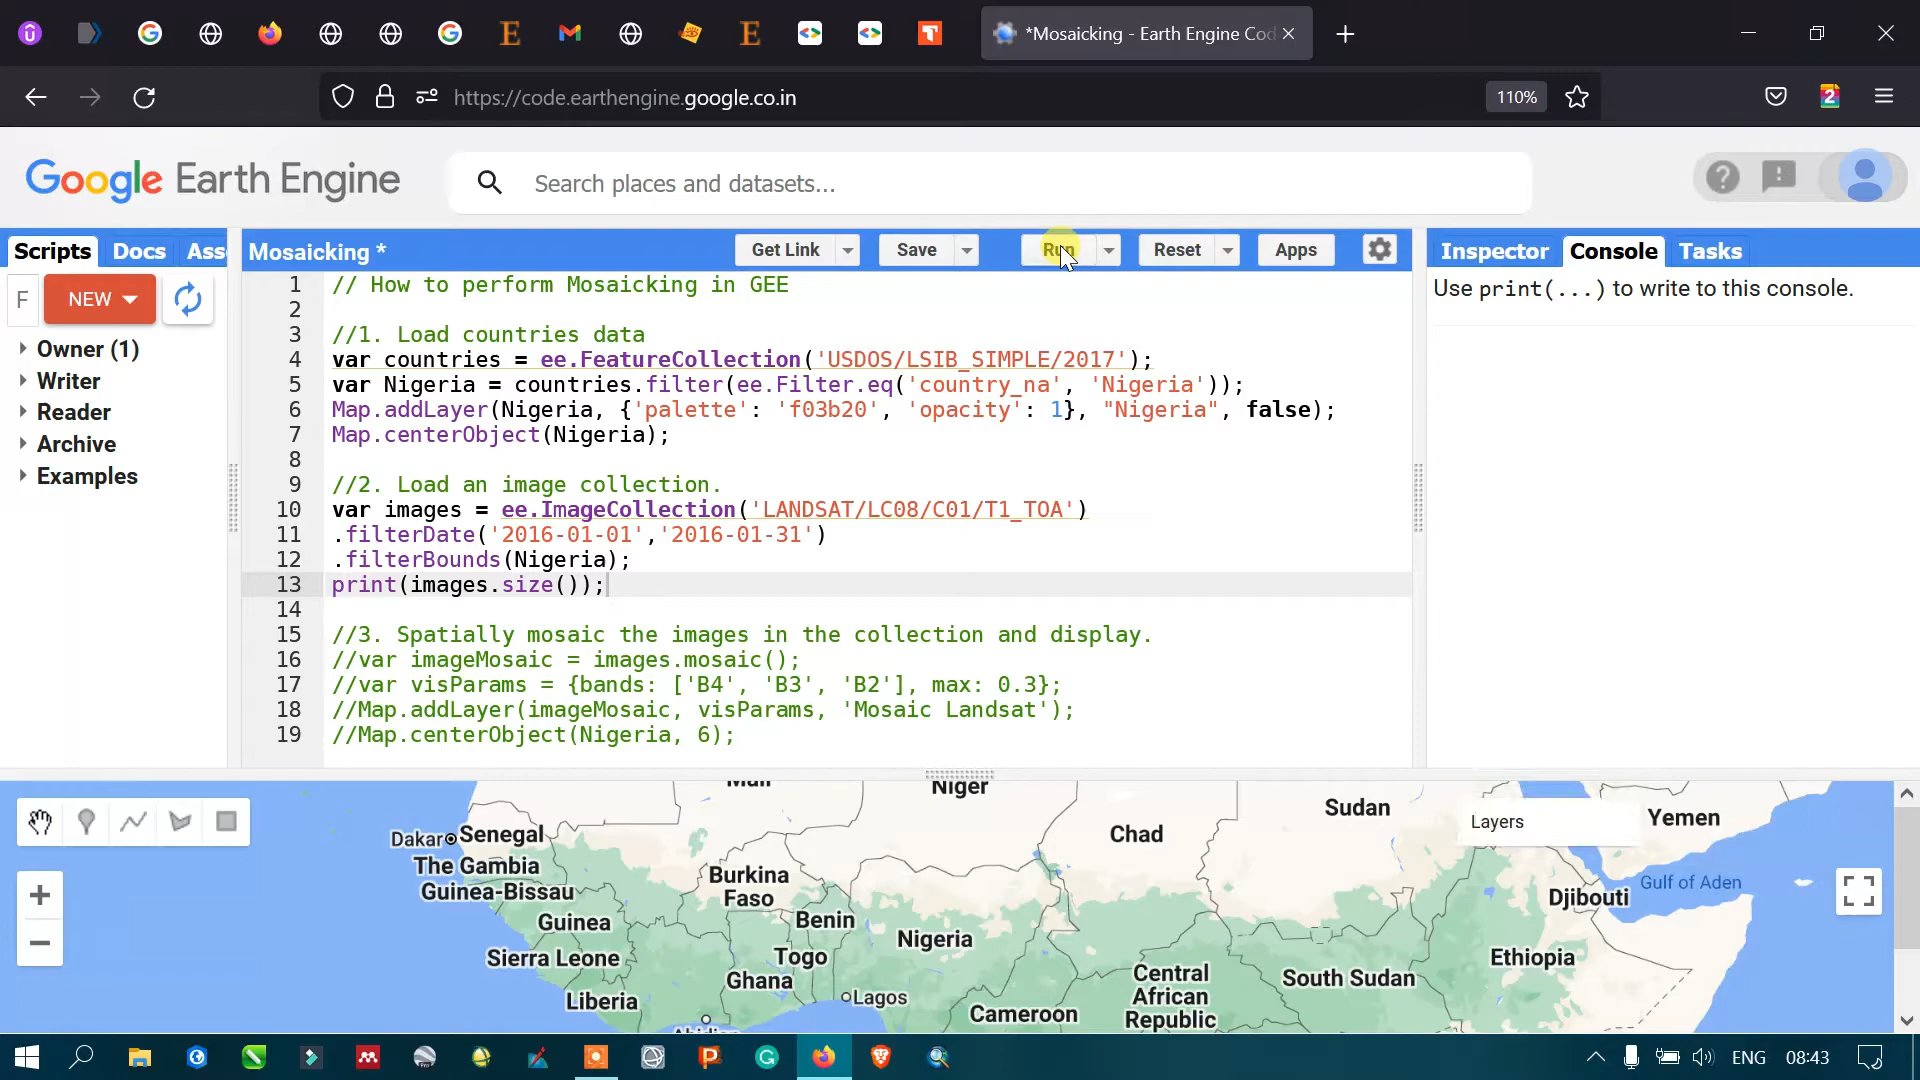 *Mosaicking - Earth Engine Cod
https://code.earthengine.google.co.in
110%
2
Google Earth Engine
Search places and datasets...
Scripts Docs Ass
Mosaicking *
Get Link
Save
Run
Reset
Apps
Inspector Console Tasks
F
NEW
Owner (1)
Writer
Reader
Archive
Examples
1 // How to perform Mosaicking in GEE
2
3 //1. Load countries data
4 var countries = ee.FeatureCollection('USDOS/LSIB_SIMPLE/2017');
5 var Nigeria = countries.filter(ee.Filter.eq('country_na', 'Nigeria'));
6 Map.addLayer(Nigeria, {'palette': 'f03b20', 'opacity': 1}, "Nigeria", false);
7 Map.centerObject(Nigeria);
8
9 //2. Load an image collection.
10 var images = ee.ImageCollection('LANDSAT/LC08/C01/T1_TOA')
11 .filterDate('2016-01-01','2016-01-31')
12 .filterBounds(Nigeria);
13 print(images.size());
14
15 //3. Spatially mosaic the images in the collection and display.
16 //var imageMosaic = images.mosaic();
17 //var visParams = {bands: ['B4', 'B3', 'B2'], max: 0.3};
18 //Map.addLayer(imageMosaic, visParams, 'Mosaic Landsat');
19 //Map.centerObject(Nigeria, 6);
Use print(...) to write to this console.
Mali
Niger
Sudan
Layers
Yemen
Dakar
Senegal
Chad
The Gambia
Guinea-Bissau
Burkina
Faso
Gulf of Aden
Djibouti
Guinea
Benin
Nigeria
Sierra Leone
Togo
Ethiopia
Ghana
Central
African
Republic
South Sudan
Liberia
Lagos
Cameroon
ENG
08:43